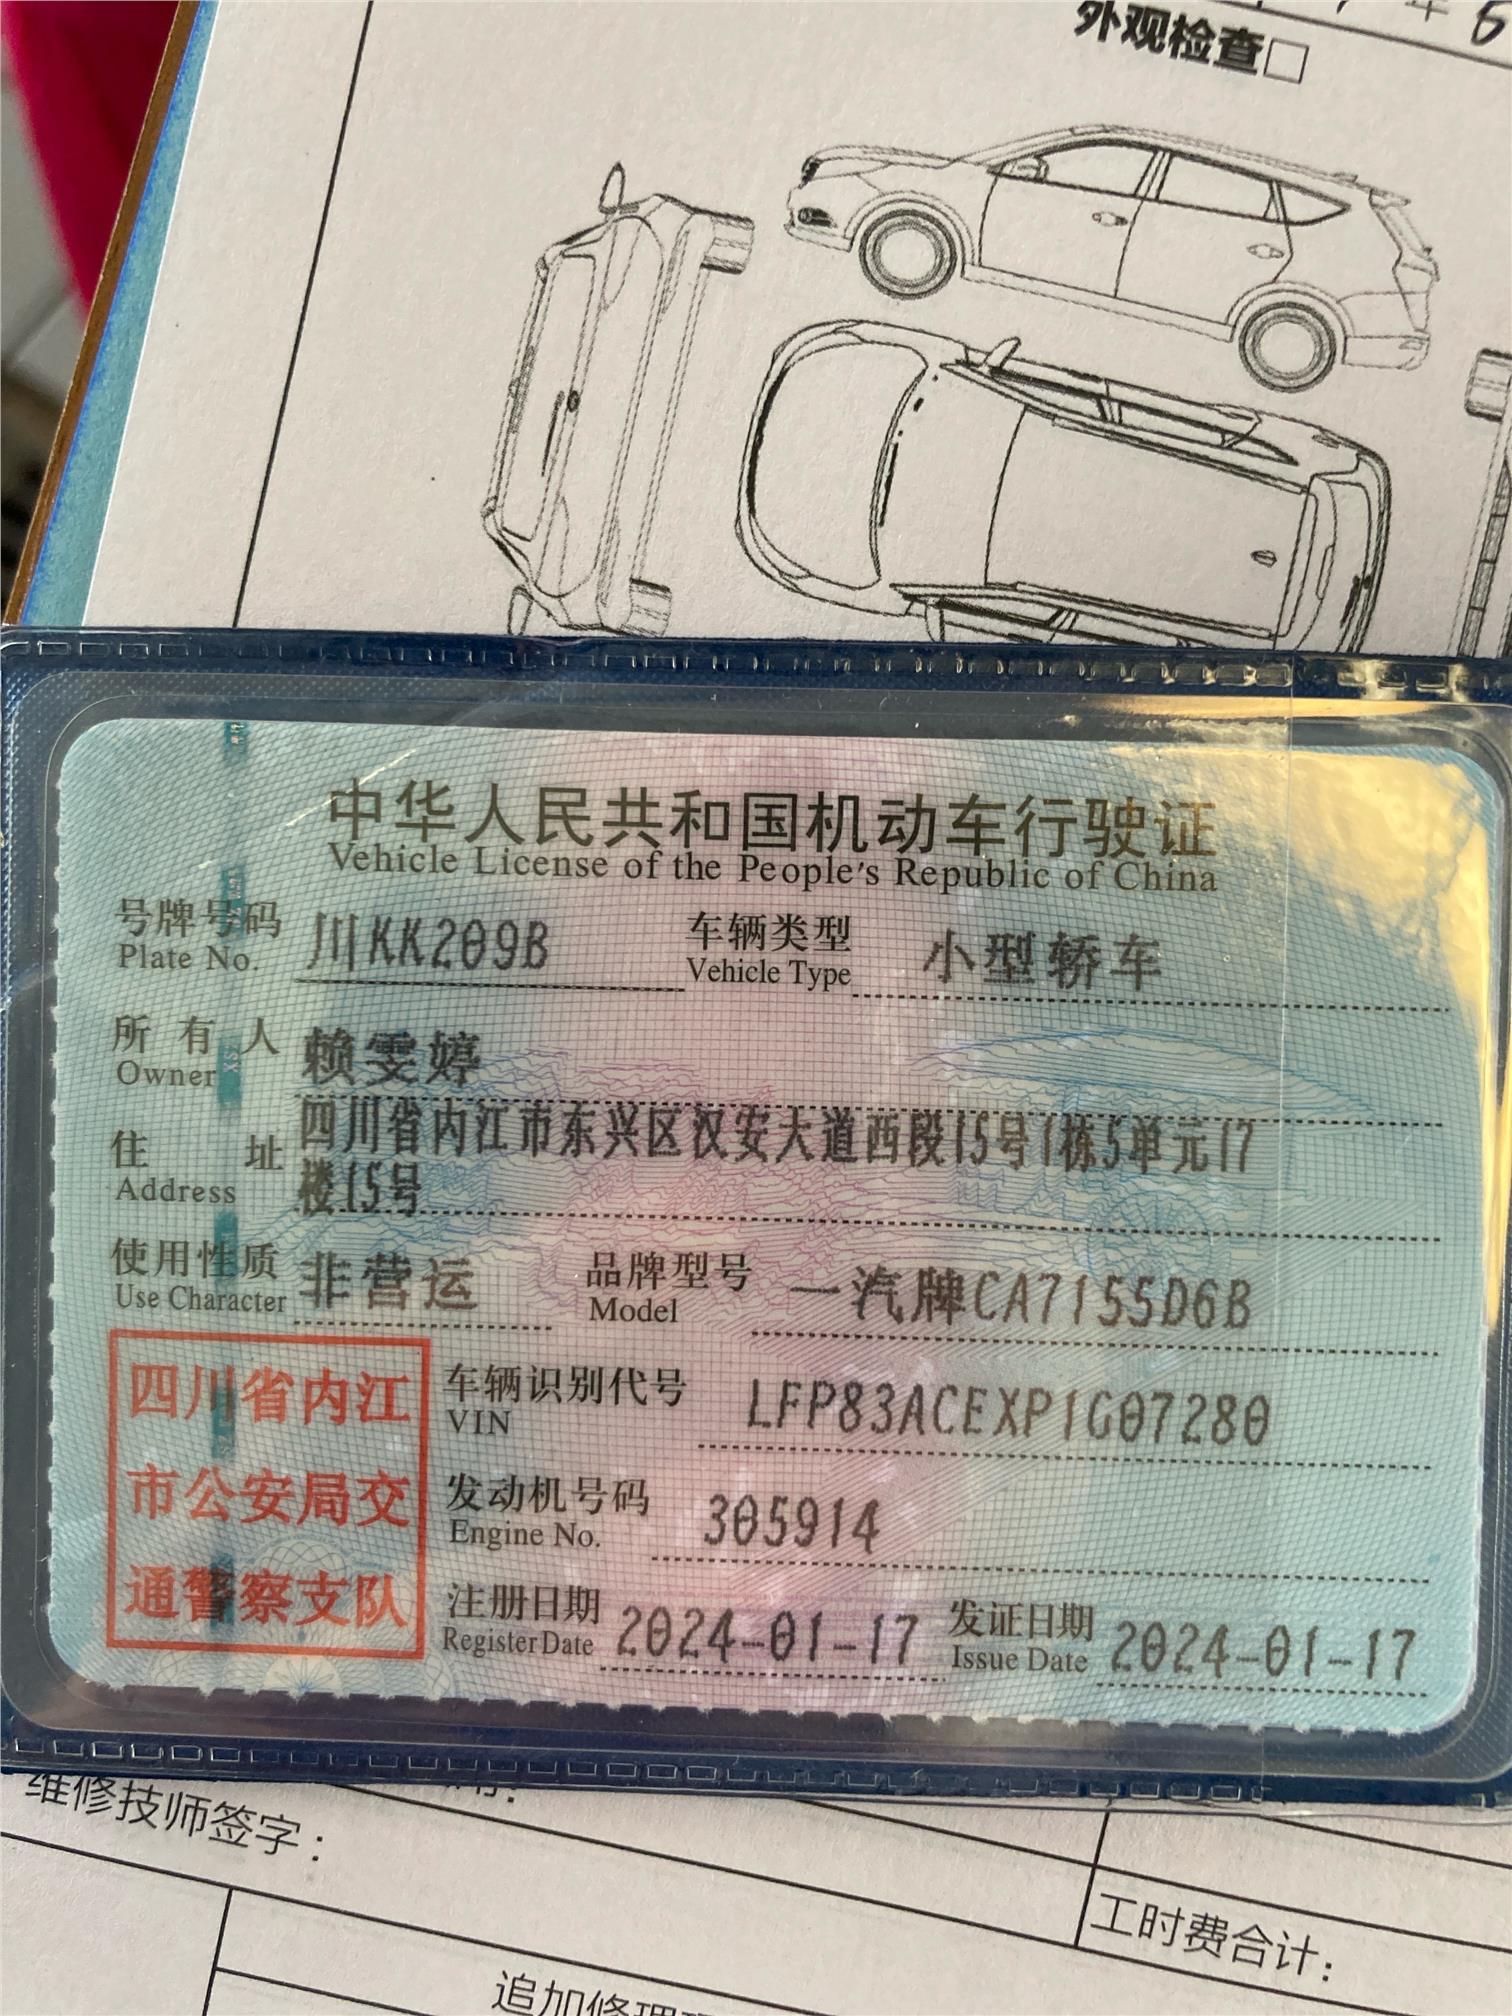 外观检查□
中华人民共和国机动车行驶证
Vehicle License of the People's Republic of China
号牌号码 川KK209B 车辆类型 小型轿车
Plate No. Vehicle Type
所有人 赖雯婷
Owner
住址 四川省内江市东兴区汉安大道西段15号1栋5单元17
Address 楼15号
使用性质 非营运 品牌型号 一汽牌CA7155D6B
Use Character Model
四川省内江
市公安局交
通警察支队
车辆识别代号 LFP83ACEXP1G07280
VIN
发动机号码 305914
Engine No.
注册日期 2024-01-17 发证日期 2024-01-17
Register Date Issue Date
维修技师签字：
工时费合计：
追加修理